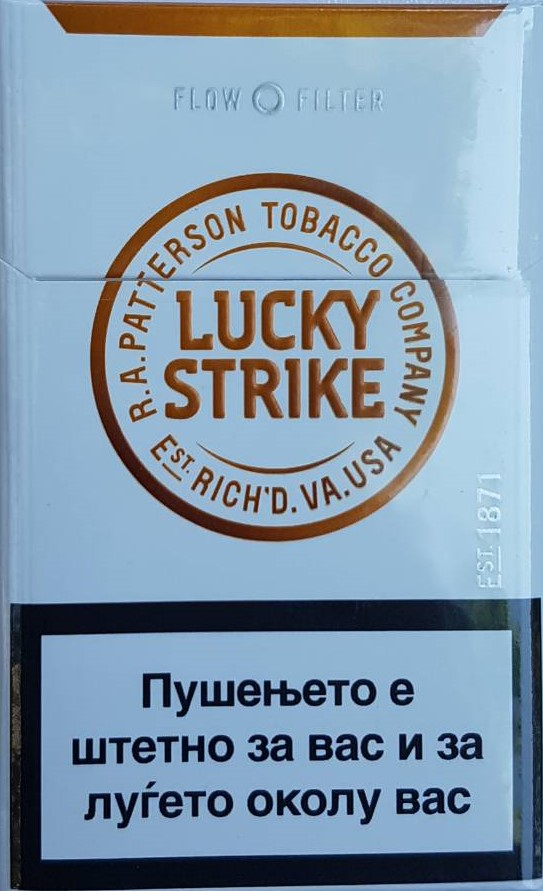 FLOW FILTER
R.A.PATTERSON TOBACCO COMPANY
LUCKY
STRIKE
EST. RICH'D. VA. USA
EST. 1871
Пушењето е
штетно за вас и за
луѓето околу вас